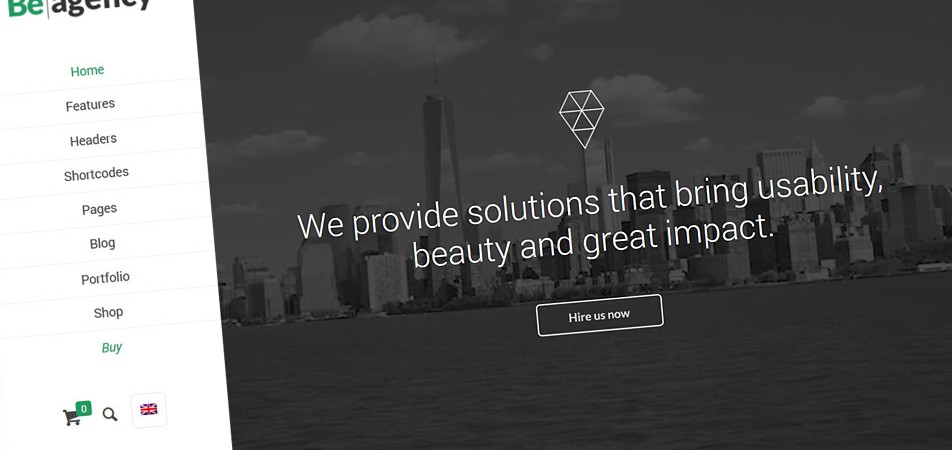 Be|agency
Home
Features
Headers
Shortcodes
Pages
Blog
Portfolio
Shop
Buy
0
We provide solutions that bring usability,
beauty and great impact.
Hire us now